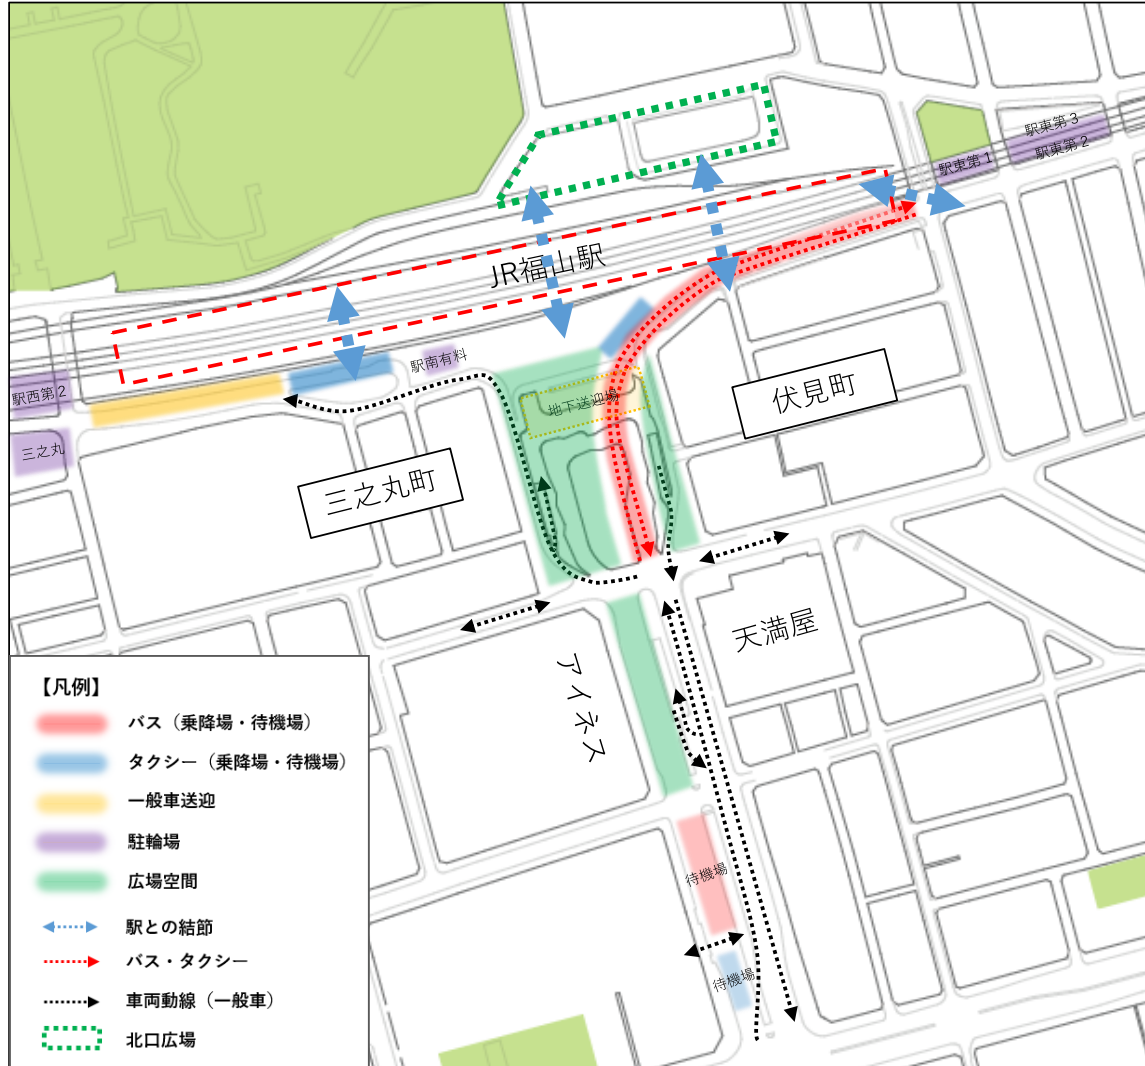 駅東第3
駅東第2
駅東第1
JR福山駅
駅南有料
駅西第2
地下送迎場
伏見町
三之丸
三之丸町
天満屋
アイネス
待機場
待機場
【凡例】
バス（乗降場・待機場）
タクシー（乗降場・待機場）
一般車送迎
駐輪場
広場空間
駅との結節
バス・タクシー
車両動線（一般車）
北口広場